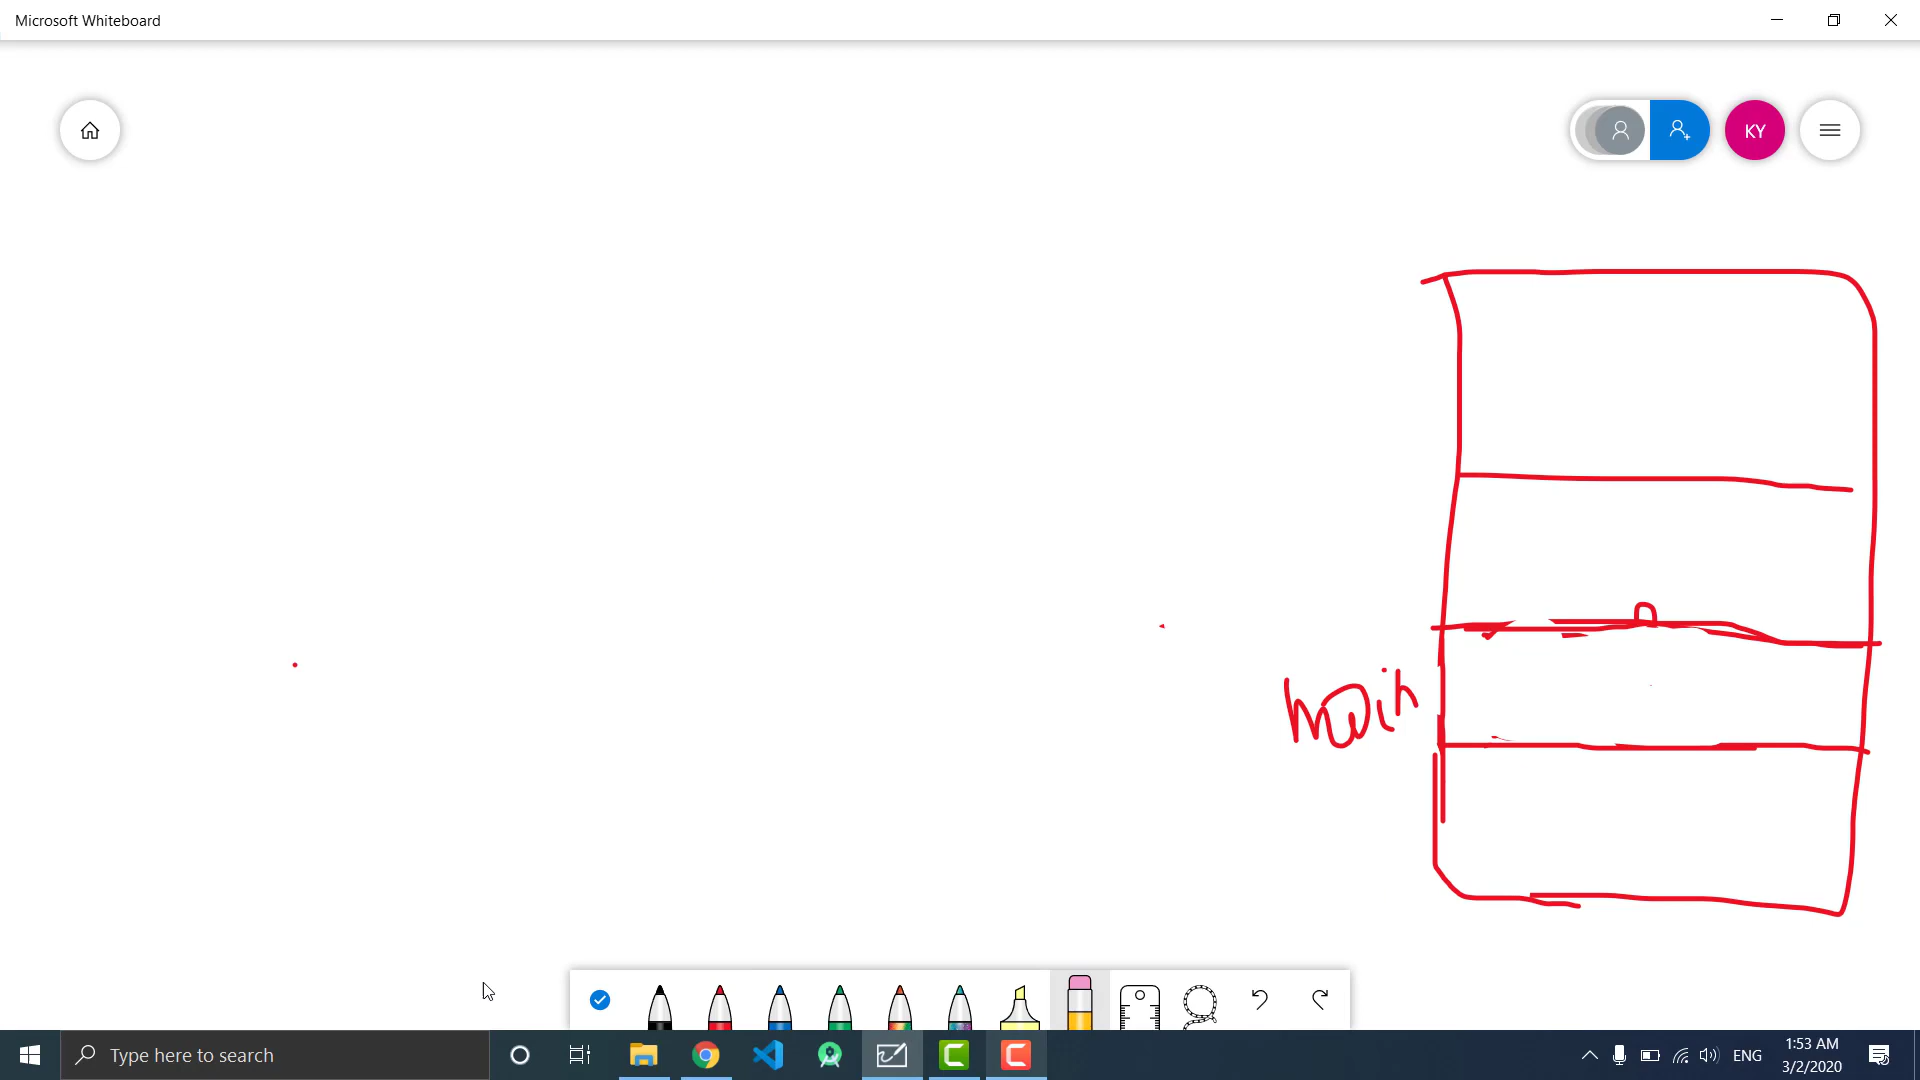 Microsoft Whiteboard
KY
main
Type here to search
ENG
1:53 AM
3/2/2020